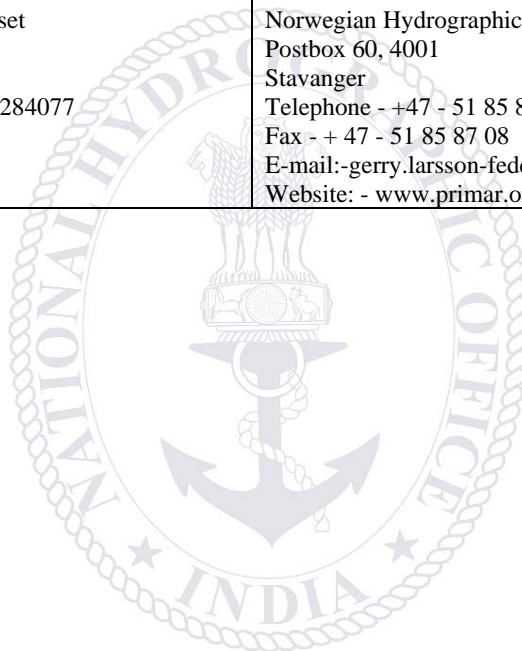 set
284077
Norwegian Hydrographic
Postbox 60, 4001
Stavanger
Telephone - +47 - 51 85 8
Fax - + 47 - 51 85 87 08
E-mail:-gerry.larsson-fed
Website: - www.primar.o
NATIONAL HYDROGRAPHIC OFFICE
INDIA